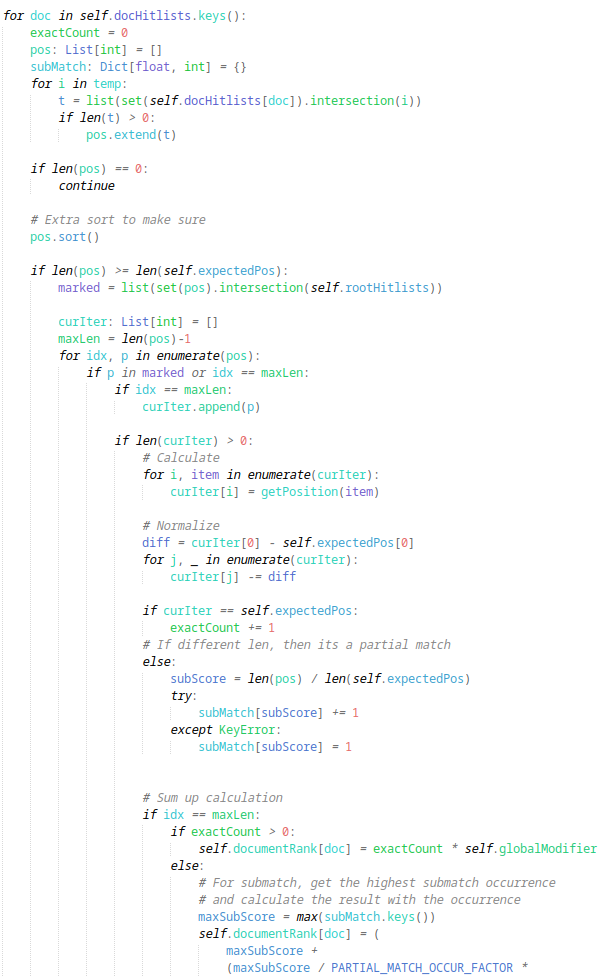 for doc in self.docHitlists.keys():
    exactCount = 0
    pos: List[int] = []
    subMatch: Dict[float, int] = {}
    for i in temp:
        t = list(set(self.docHitlists[doc]).intersection(i))
        if len(t) > 0:
            pos.extend(t)

    if len(pos) == 0:
        continue

    # Extra sort to make sure
    pos.sort()

    if len(pos) >= len(self.expectedPos):
        marked = list(set(pos).intersection(self.rootHitlists))

        curIter: List[int] = []
        maxLen = len(pos)-1
        for idx, p in enumerate(pos):
            if p in marked or idx == maxLen:
                if idx == maxLen:
                    curIter.append(p)

                if len(curIter) > 0:
                    # Calculate
                    for i, item in enumerate(curIter):
                        curIter[i] = getPosition(item)

                    # Normalize
                    diff = curIter[0] - self.expectedPos[0]
                    for j, _ in enumerate(curIter):
                        curIter[j] -= diff

                    if curIter == self.expectedPos:
                        exactCount += 1
                    # If different len, then its a partial match
                    else:
                        subScore = len(pos) / len(self.expectedPos)
                        try:
                            subMatch[subScore] += 1
                        except KeyError:
                            subMatch[subScore] = 1


                    # Sum up calculation
                    if idx == maxLen:
                        if exactCount > 0:
                            self.documentRank[doc] = exactCount * self.globalModifier
                        else:
                            # For submatch, get the highest submatch occurrence
                            # and calculate the result with the occurrence
                            maxSubScore = max(subMatch.keys())
                            self.documentRank[doc] = (
                                maxSubScore +
                                (maxSubScore / PARTIAL_MATCH_OCCUR_FACTOR *